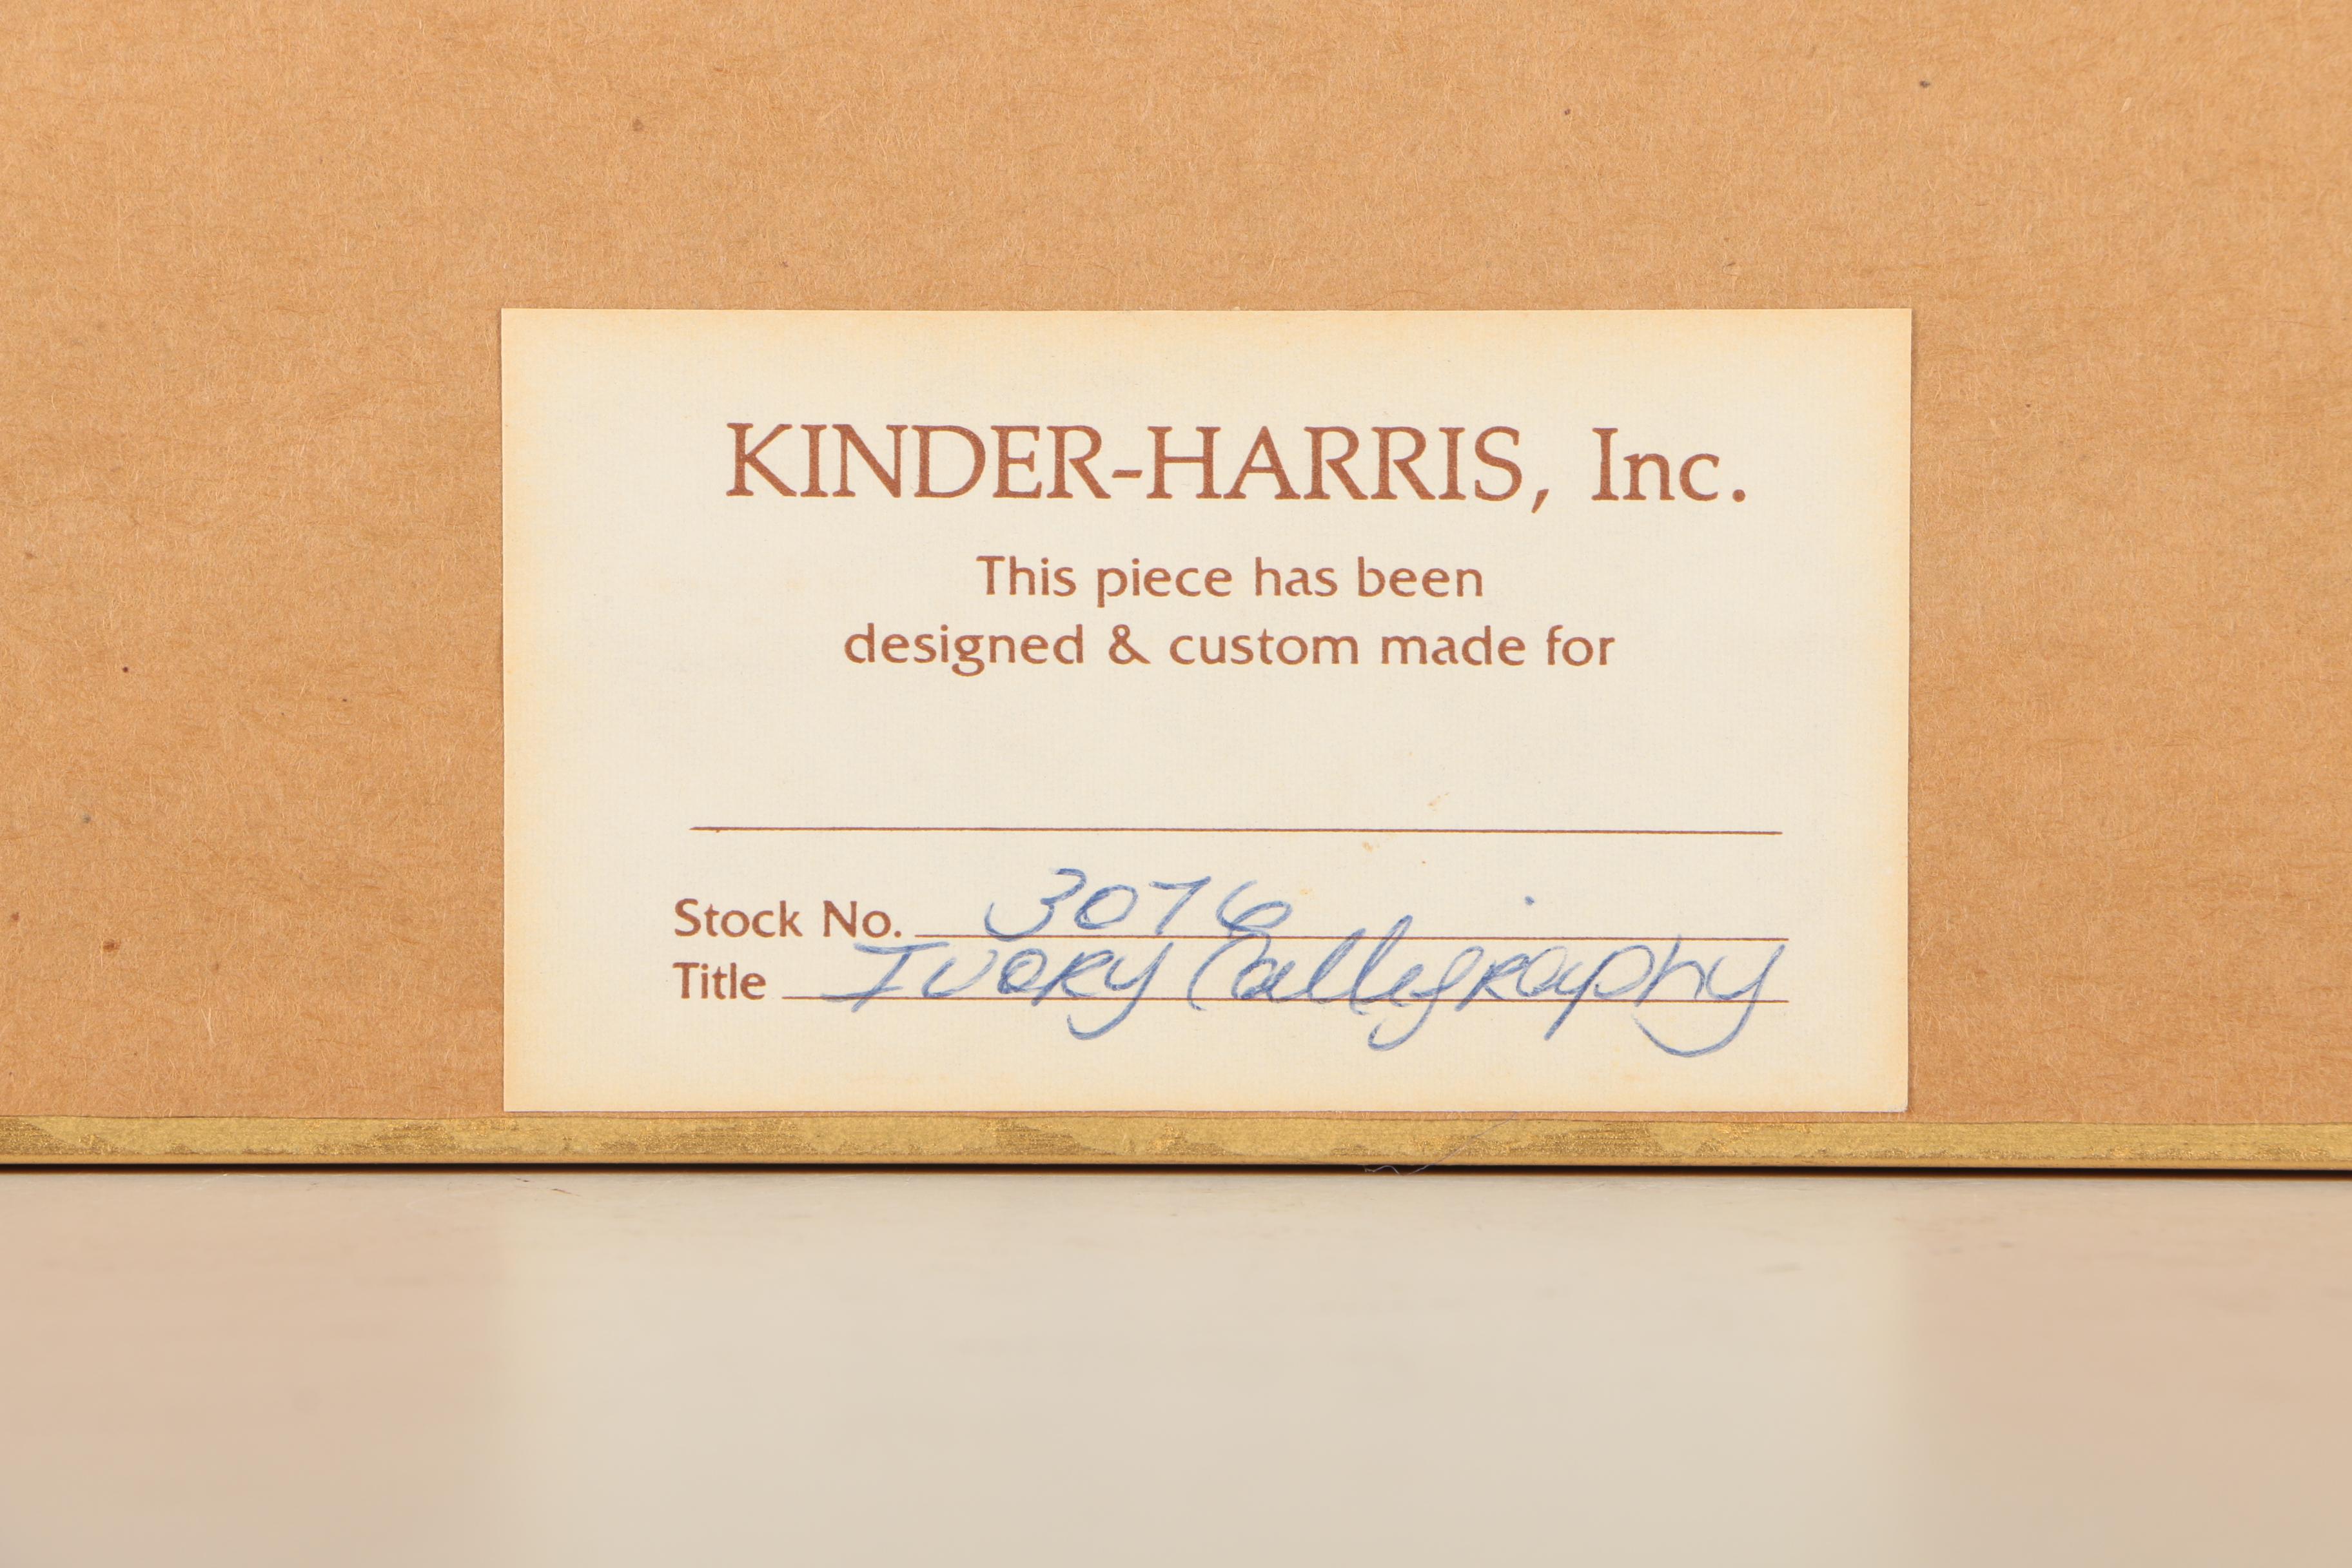 KINDER-HARRIS, Inc.
This piece has been
designed & custom made for
Stock No. 3076
Title Ivory Calligraphy